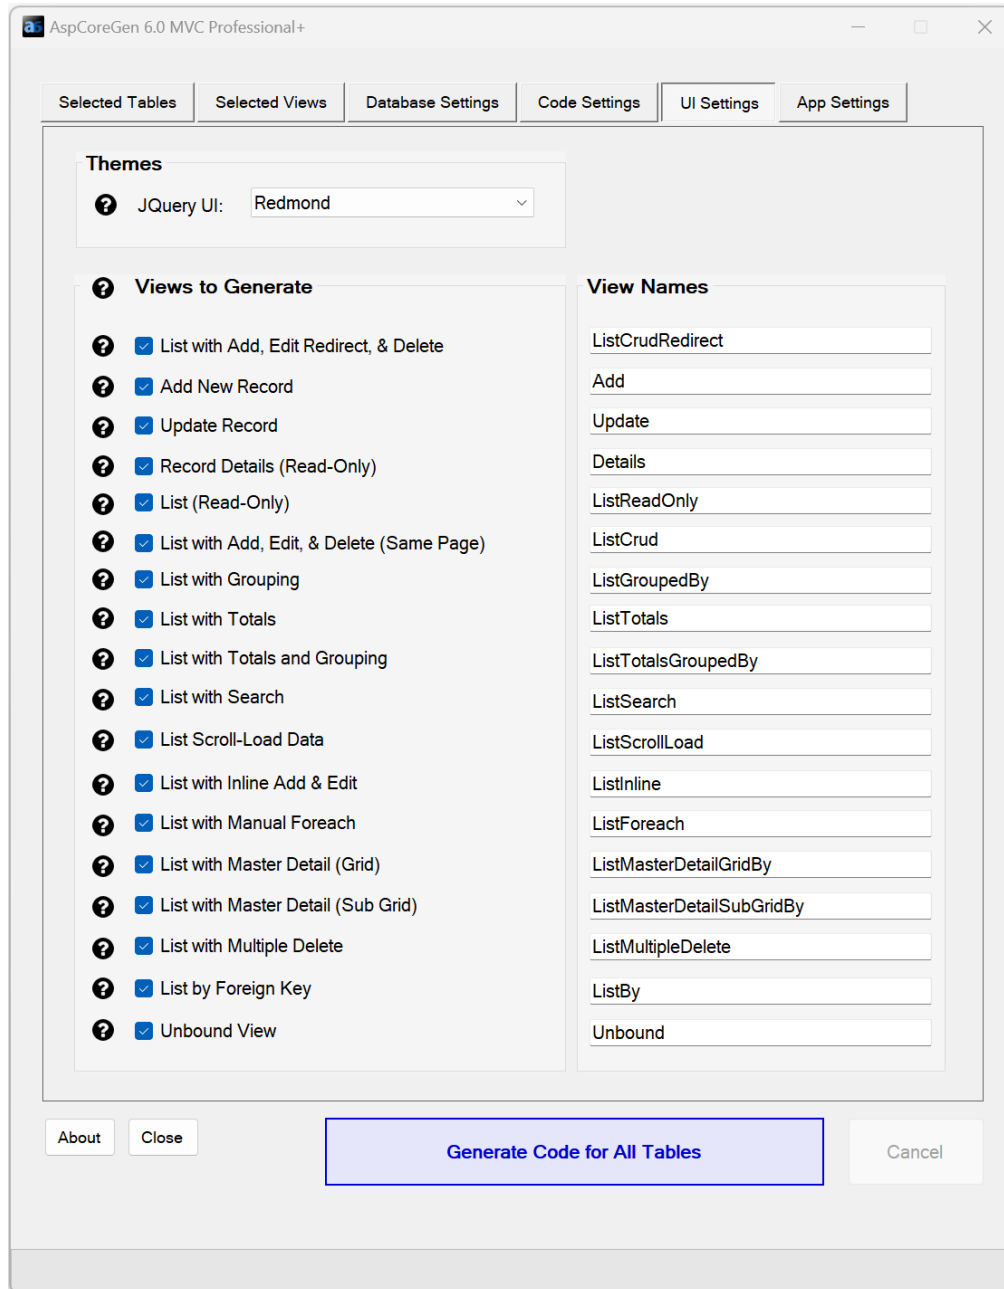 AspCoreGen 6.0 MVC Professional+
Selected Tables Selected Views Database Settings Code Settings UI Settings App Settings
Themes
JQuery UI: Redmond
Views to Generate View Names
List with Add, Edit Redirect, & Delete ListCrudRedirect
Add New Record Add
Update Record Update
Record Details (Read-Only) Details
List (Read-Only) ListReadOnly
List with Add, Edit, & Delete (Same Page) ListCrud
List with Grouping ListGroupedBy
List with Totals ListTotals
List with Totals and Grouping ListTotalsGroupedBy
List with Search ListSearch
List Scroll-Load Data ListScrollLoad
List with Inline Add & Edit ListInline
List with Manual Foreach ListForeach
List with Master Detail (Grid) ListMasterDetailGridBy
List with Master Detail (Sub Grid) ListMasterDetailSubGridBy
List with Multiple Delete ListMultipleDelete
List by Foreign Key ListBy
Unbound View Unbound
About Close Generate Code for All Tables Cancel